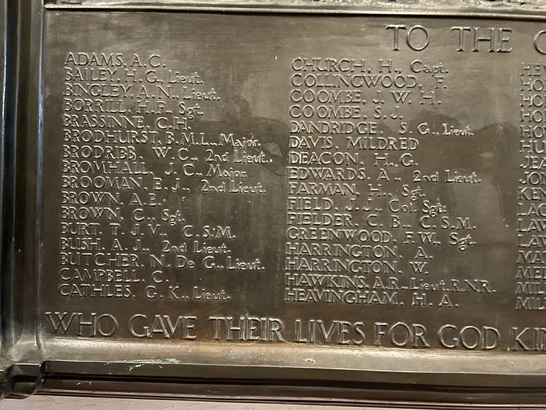 TO THE
ADAMS, A.C.
BAILEY, H. G., Lieut.
BINGLEY, A. N., Lieut.
BORRILL, H. P., Sgt.
BRASSINNE, C. H.
BRODHURST, B. M. L., Major.
BRODRIBB, W. C., 2nd Lieut.
BROMHALL, J. C., Major.
BROOMAN, E. J., 2nd Lieut.
BROWN, A. E.
BROWN, C., Sgt.
BURT, T. J. V., C.S.M.
BUSH, A. J., 2nd Lieut.
BUTCHER, N. De G., Lieut.
CAMPBELL, C.
CATHLES, G. K., Lieut.
CHURCH, H., Capt.
COLLINGWOOD, F.
COOMBE, J. W. H.
COOMBE, S. J.
DANDRIDGE, S. G., Lieut.
DAVIS, MILDRED
DEACON, H. G.
EDWARDS, A., 2nd Lieut.
FARMAN, H., Sgt.
FIELD, J. J., Col. Sgt.
FIELDER, C. B., C.S.M.
GREENWOOD, F. W., Sgt.
HARRINGTON, A.
HARRINGTON, W.
HAWKINS, A.R., Lieut. R.N.R.
HEAVINGHAM, H. A.
WHO GAVE THEIR LIVES FOR GOD